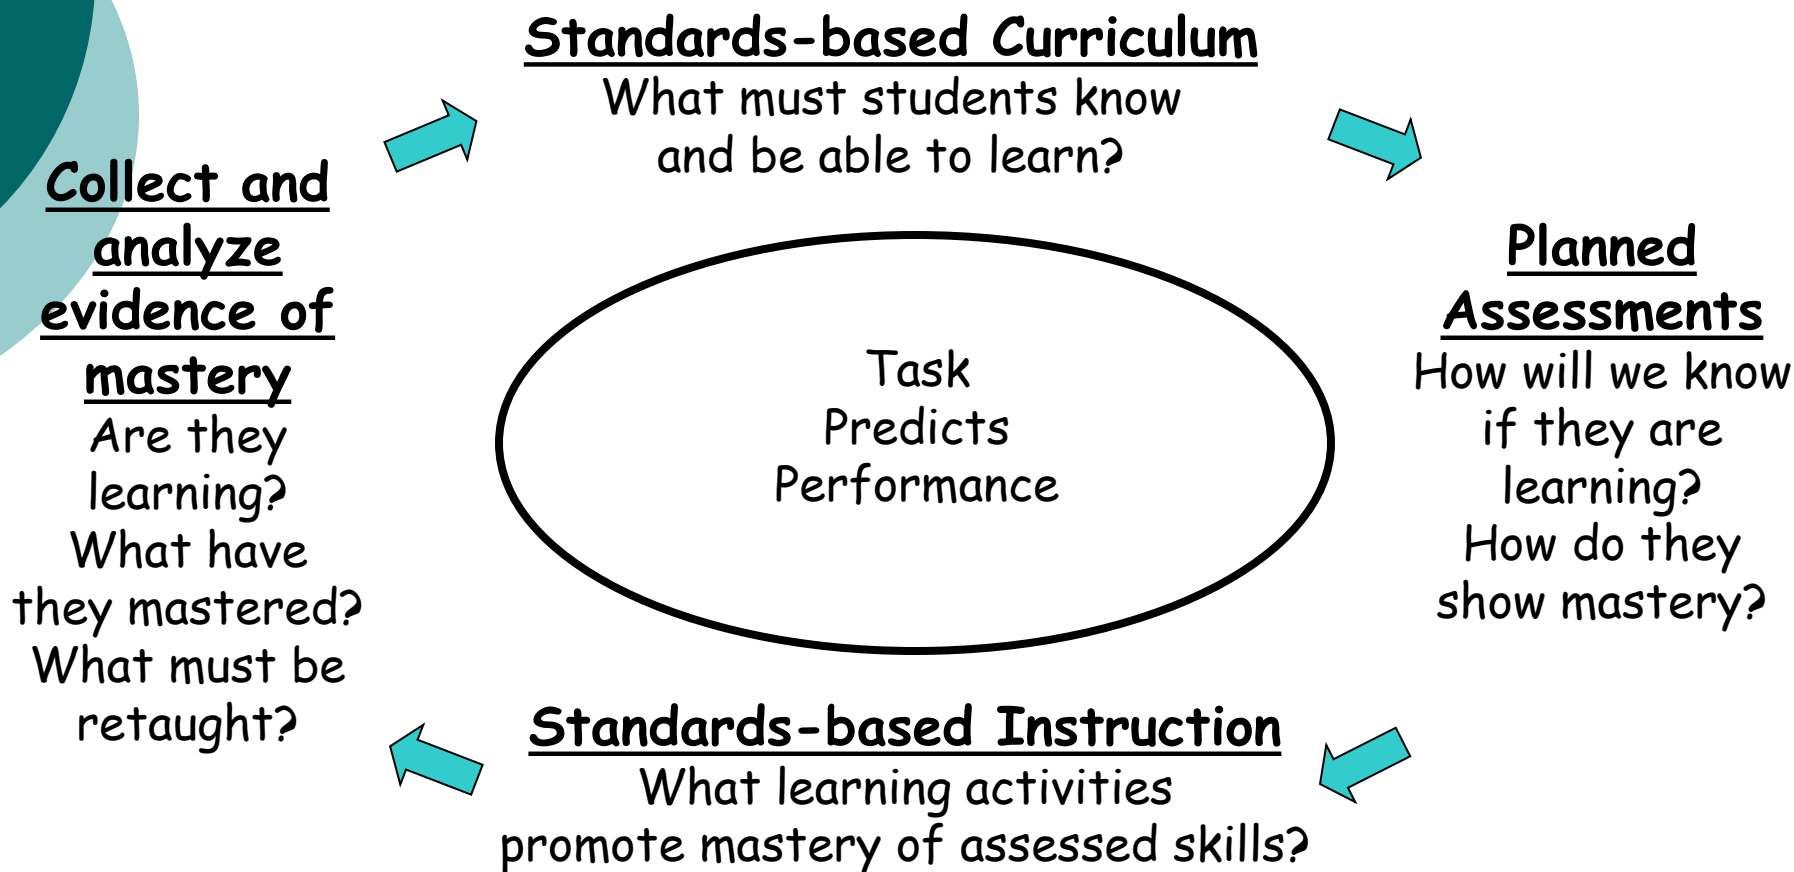 Standards-based Curriculum
What must students know
and be able to learn?
Collect and
analyze
evidence of
mastery
Are they
learning?
What have
they mastered?
What must be
retaught?
Task
Predicts
Performance
Planned
Assessments
How will we know
if they are
learning?
How do they
show mastery?
Standards-based Instruction
What learning activities
promote mastery of assessed skills?